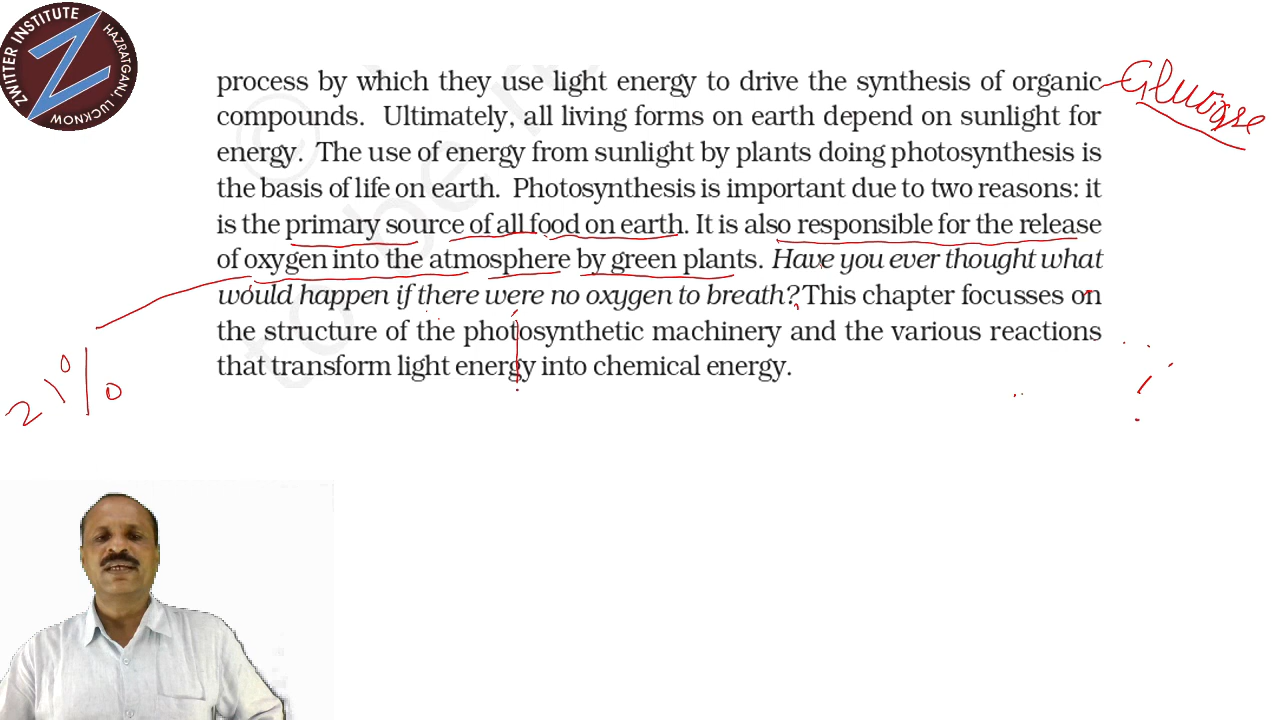 ZWITTER INSTITUTE
HAZRATGANJ, LUCKNOW
process by which they use light energy to drive the synthesis of organic
Glucose
compounds. Ultimately, all living forms on earth depend on sunlight for
energy. The use of energy from sunlight by plants doing photosynthesis is
the basis of life on earth. Photosynthesis is important due to two reasons: it
is the primary source of all food on earth. It is also responsible for the release
of oxygen into the atmosphere by green plants. Have you ever thought what
would happen if there were no oxygen to breath? This chapter focusses on
the structure of the photosynthetic machinery and the various reactions
that transform light energy into chemical energy.
21%